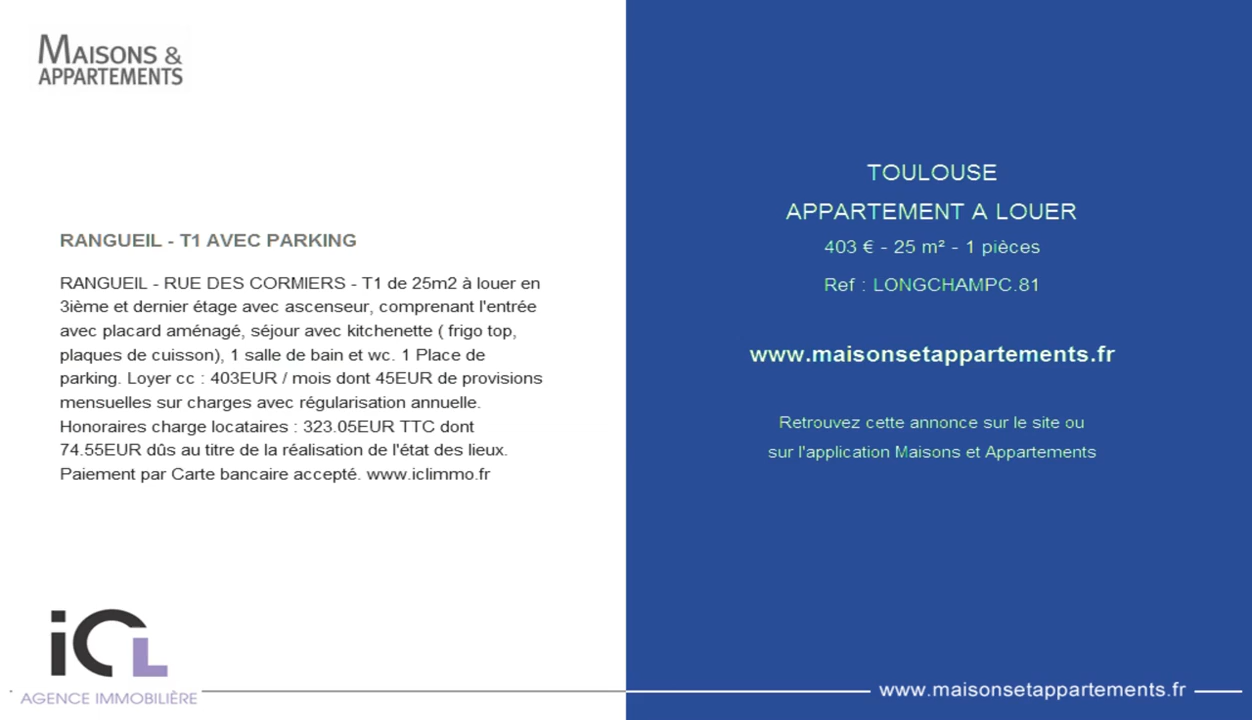 MAISONS &
APPARTEMENTS
RANGUEIL - T1 AVEC PARKING
RANGUEIL - RUE DES CORMIERS - T1 de 25m2 à louer en
3ième et dernier étage avec ascenseur, comprenant l'entrée
avec placard aménagé, séjour avec kitchenette ( frigo top,
plaques de cuisson), 1 salle de bain et wc. 1 Place de
parking. Loyer cc : 403EUR / mois dont 45EUR de provisions
mensuelles sur charges avec régularisation annuelle.
Honoraires charge locataires : 323.05EUR TTC dont
74.55EUR dûs au titre de la réalisation de l'état des lieux.
Paiement par Carte bancaire accepté. www.iclimmo.fr
iCL
AGENCE IMMOBILIÈRE
TOULOUSE
APPARTEMENT A LOUER
403 € - 25 m² - 1 pièces
Ref : LONGCHAMPC.81
www.maisonsetappartements.fr
Retrouvez cette annonce sur le site ou
sur l'application Maisons et Appartements
www.maisonsetappartements.fr